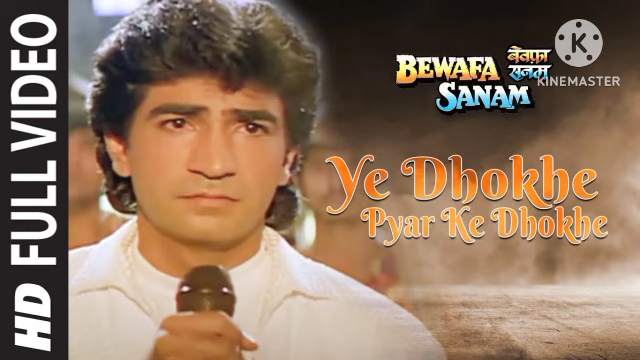 HD FULL VIDEO
BEWAFA
SANAM
बेवफ़ा
सनम
KINEMASTER
Ye Dhokhe
Pyar Ke Dhokhe